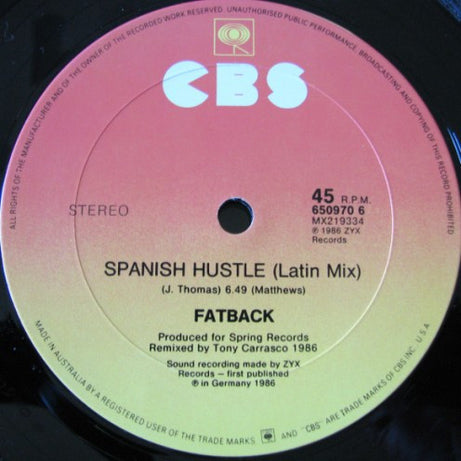 ALL RIGHTS OF THE MANUFACTURER AND OF THE OWNER OF THE RECORDED WORK RESERVED. UNAUTHORISED PUBLIC PERFORMANCE, BROADCASTING AND COPYING OF THIS RECORD PROHIBITED
CBS
STEREO
45 R.P.M.
650970 6
MX219334
℗ 1986 ZYX
Records
SPANISH HUSTLE (Latin Mix)
(J. Thomas) 6.49 (Matthews)
FATBACK
Produced for Spring Records
Remixed by Tony Carrasco 1986
Sound recording made by ZYX
Records – first published
℗ in Germany 1986
MADE IN AUSTRALIA BY A REGISTERED USER OF THE TRADE MARKS AND "CBS" ARE TRADE MARKS OF CBS INC. U.S.A